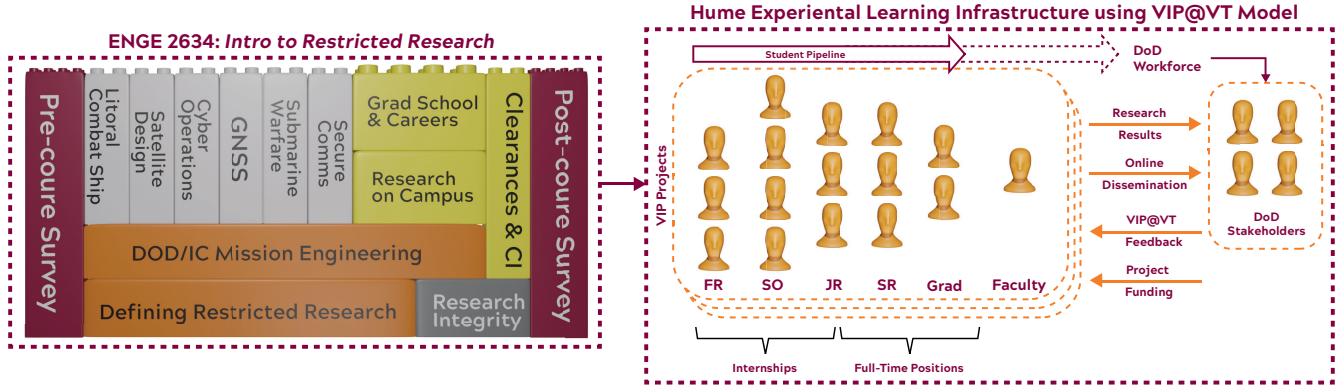 ENGE 2634: Intro to Restricted Research
Pre-coure Survey
Litoral
Combat Ship
Satellite
Design
Cyber
Operations
GNSS
Submarine
Warfare
Secure
Comms
Grad School
& Careers
Research
on Campus
Clearances & CI
Post-coure Survey
DOD/IC Mission Engineering
Defining Restricted Research
Research
Integrity
Hume Experiental Learning Infrastructure using VIP@VT Model
Student Pipeline
DoD
Workforce
VIP Projects
FR
SO
JR
SR
Grad
Faculty
Internships
Full-Time Positions
Research
Results
Online
Dissemination
VIP@VT
Feedback
Project
Funding
DoD
Stakeholders